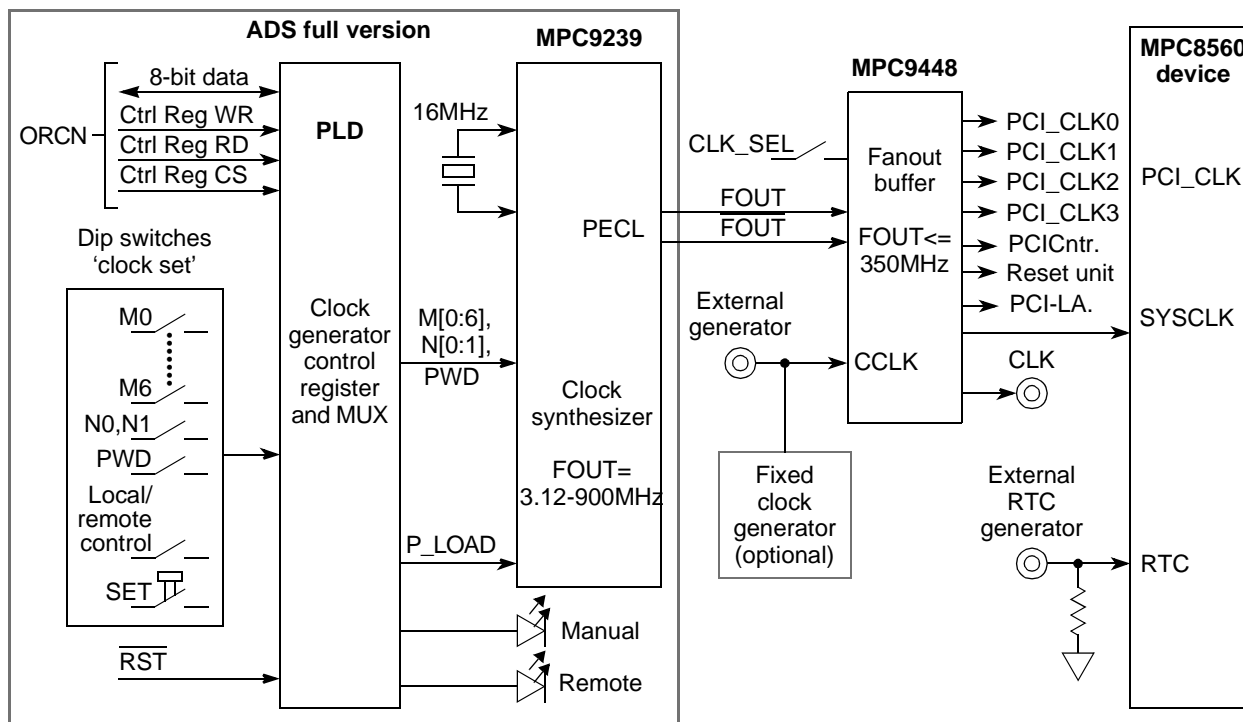 ADS full version
MPC9239
ORCN
8-bit data
Ctrl Reg WR
Ctrl Reg RD
Ctrl Reg CS
PLD
16MHz
Dip switches
‘clock set’
M0
M6
N0,N1
PWD
Local/
remote
control
SET
RST
Clock
generator
control
register
and MUX
M[0:6],
N[0:1],
PWD
P_LOAD
PECL
Clock
synthesizer
FOUT=
3.12-900MHz
Manual
Remote
MPC9448
CLK_SEL
FOUT
FOUT
Fanout
buffer
FOUT<=
350MHz
CCLK
External
generator
Fixed
clock
generator
(optional)
PCI_CLK0
PCI_CLK1
PCI_CLK2
PCI_CLK3
PCICntr.
Reset unit
PCI-LA.
CLK
External
RTC
generator
MPC8560
device
PCI_CLK
SYSCLK
RTC